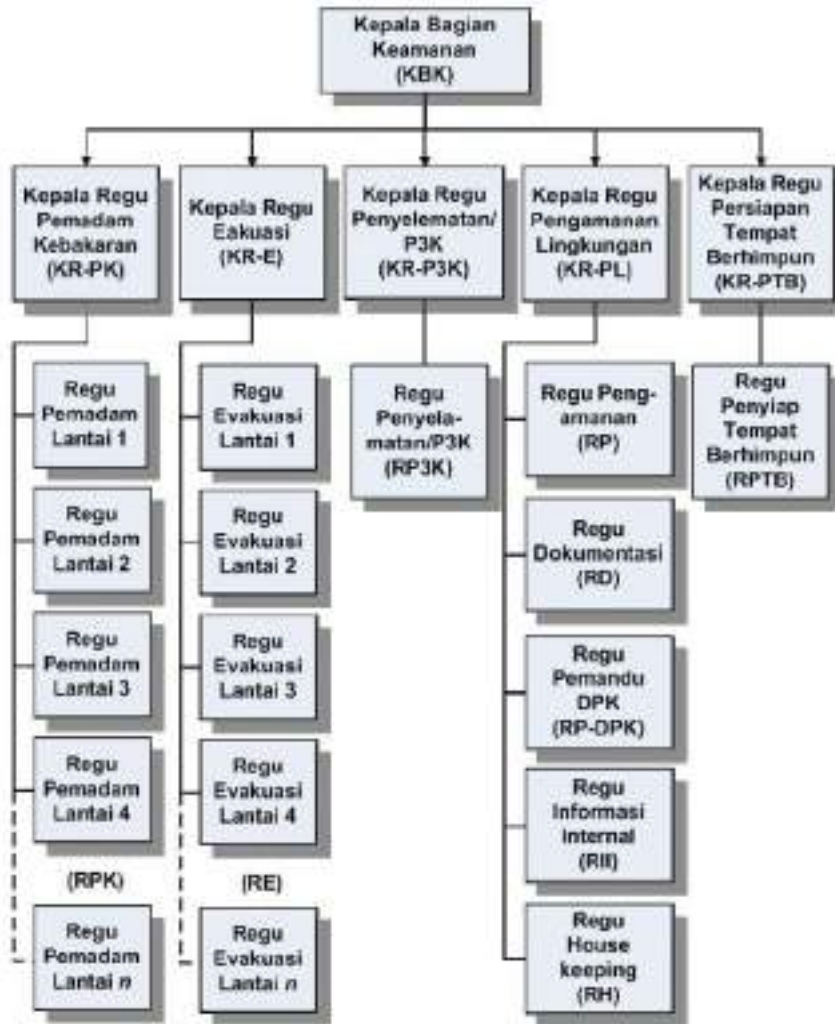 Kepala Bagian
Keamanan
(KBK)
Kepala Regu
Pemadam
Kebakaran
(KR-PK)
Kepala Regu
Eakuasi
(KR-E)
Kepala Regu
Penyelematan/
P3K
(KR-P3K)
Kepala Regu
Pengamanan
Lingkungan
(KR-PL)
Kepala Regu
Persiapan
Tempat
Berhimpun
(KR-PTB)
Regu
Pemadam
Lantai 1
Regu
Pemadam
Lantai 2
Regu
Pemadam
Lantai 3
Regu
Pemadam
Lantai 4
(RPK)
Regu
Pemadam
Lantai n
Regu
Evakuasi
Lantai 1
Regu
Evakuasi
Lantai 2
Regu
Evakuasi
Lantai 3
Regu
Evakuasi
Lantai 4
(RE)
Regu
Evakuasi
Lantai n
Regu
Penyela-
matan/P3K
(RP3K)
Regu Peng-
amanan
(RP)
Regu
Dokumentasi
(RD)
Regu
Pemandu
DPK
(RP-DPK)
Regu
Informasi
Internal
(RII)
Regu
House
keeping
(RH)
Regu
Penyiap
Tempat
Berhimpun
(RPTB)